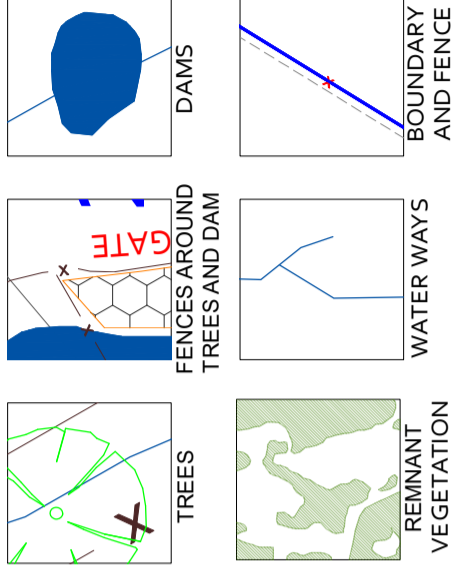 DAMS
BOUNDARY
AND FENCE
GATE
FENCES AROUND
TREES AND DAM
WATER WAYS
TREES
REMNANT
VEGETATION